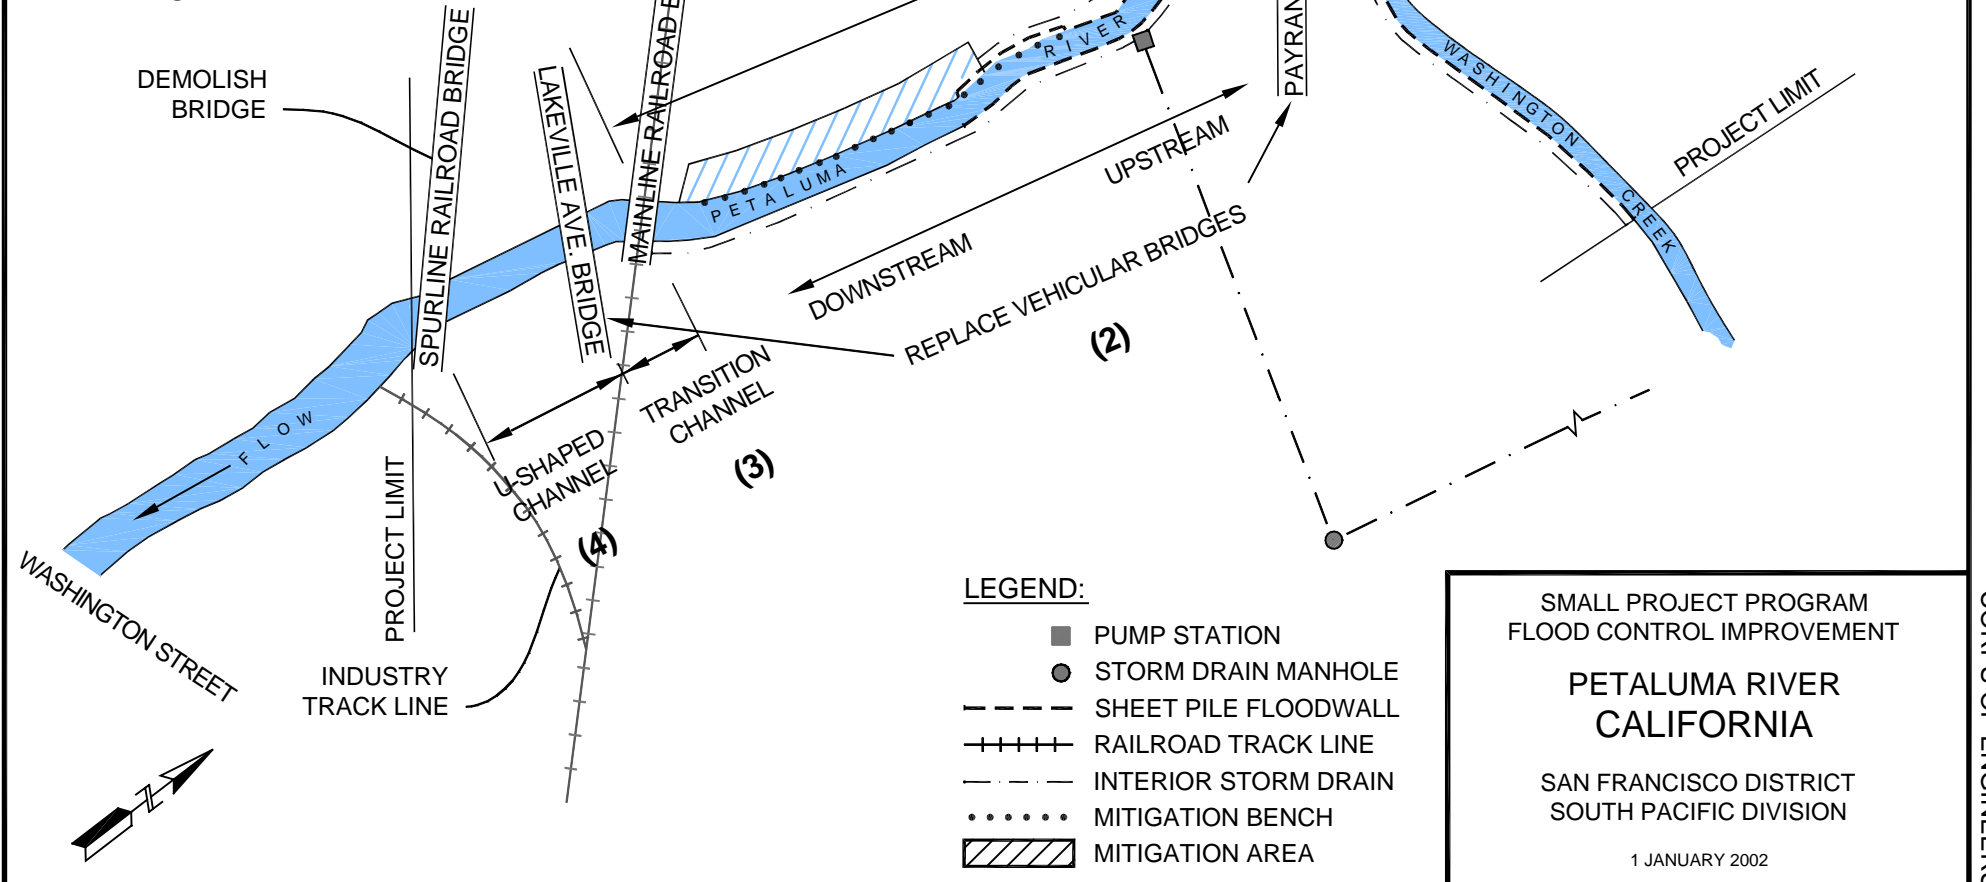 DEMOLISH
BRIDGE
SPURLINE RAILROAD BRIDGE
LAKEVILLE AVE. BRIDGE
MAINLINE RAILROAD
PETALUMA
RIVER
WASHINGTON
CREEK
PROJECT LIMIT
UPSTREAM
DOWNSTREAM
REPLACE VEHICULAR BRIDGES
(2)
TRANSITION
CHANNEL
(3)
U-SHAPED
CHANNEL
(4)
FLOW
PROJECT LIMIT
WASHINGTON STREET
INDUSTRY
TRACK LINE
N
LEGEND:
PUMP STATION
STORM DRAIN MANHOLE
SHEET PILE FLOODWALL
RAILROAD TRACK LINE
INTERIOR STORM DRAIN
MITIGATION BENCH
MITIGATION AREA
SMALL PROJECT PROGRAM
FLOOD CONTROL IMPROVEMENT
PETALUMA RIVER
CALIFORNIA
SAN FRANCISCO DISTRICT
SOUTH PACIFIC DIVISION
1 JANUARY 2002